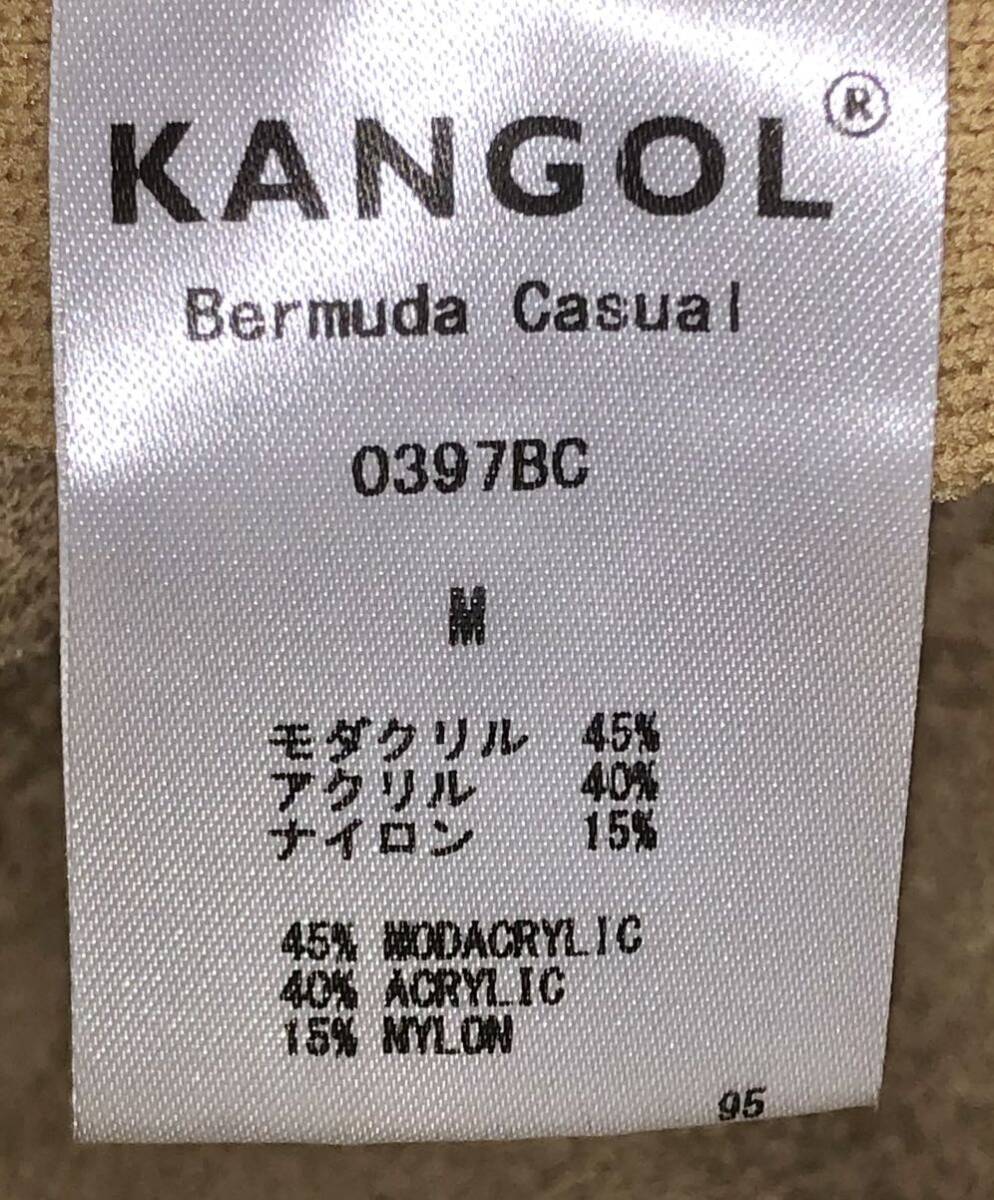 KANGOL®
Bermuda Casual
0397BC
M
モダクリル 45%
アクリル 40%
ナイロン 15%
45% MODACRYLIC
40% ACRYLIC
15% NYLON
95